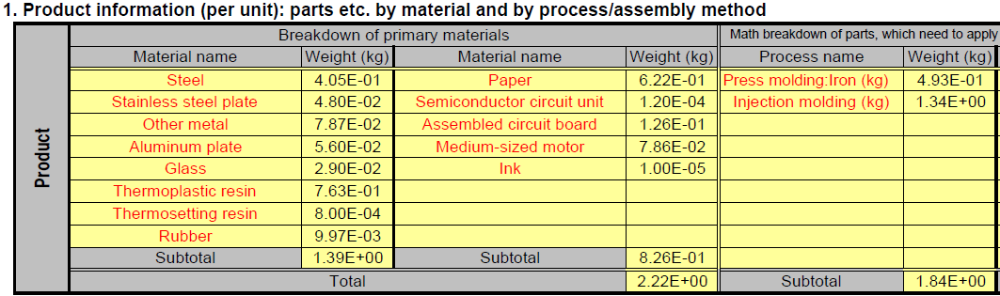 1. Product information (per unit): parts etc. by material and by process/assembly method
Product
Breakdown of primary materials Math breakdown of parts, which need to apply
Material name Weight (kg) Material name Weight (kg) Process name Weight (kg)
Steel 4.05E-01 Paper 6.22E-01 Press molding:Iron (kg) 4.93E-01
Stainless steel plate 4.80E-02 Semiconductor circuit unit 1.20E-04 Injection molding (kg) 1.34E+00
Other metal 7.87E-02 Assembled circuit board 1.26E-01
Aluminum plate 5.60E-02 Medium-sized motor 7.86E-02
Glass 2.90E-02 Ink 1.00E-05
Thermoplastic resin 7.63E-01
Thermosetting resin 8.00E-04
Rubber 9.97E-03
Subtotal 1.39E+00 Subtotal 8.26E-01
Total 2.22E+00 Subtotal 1.84E+00